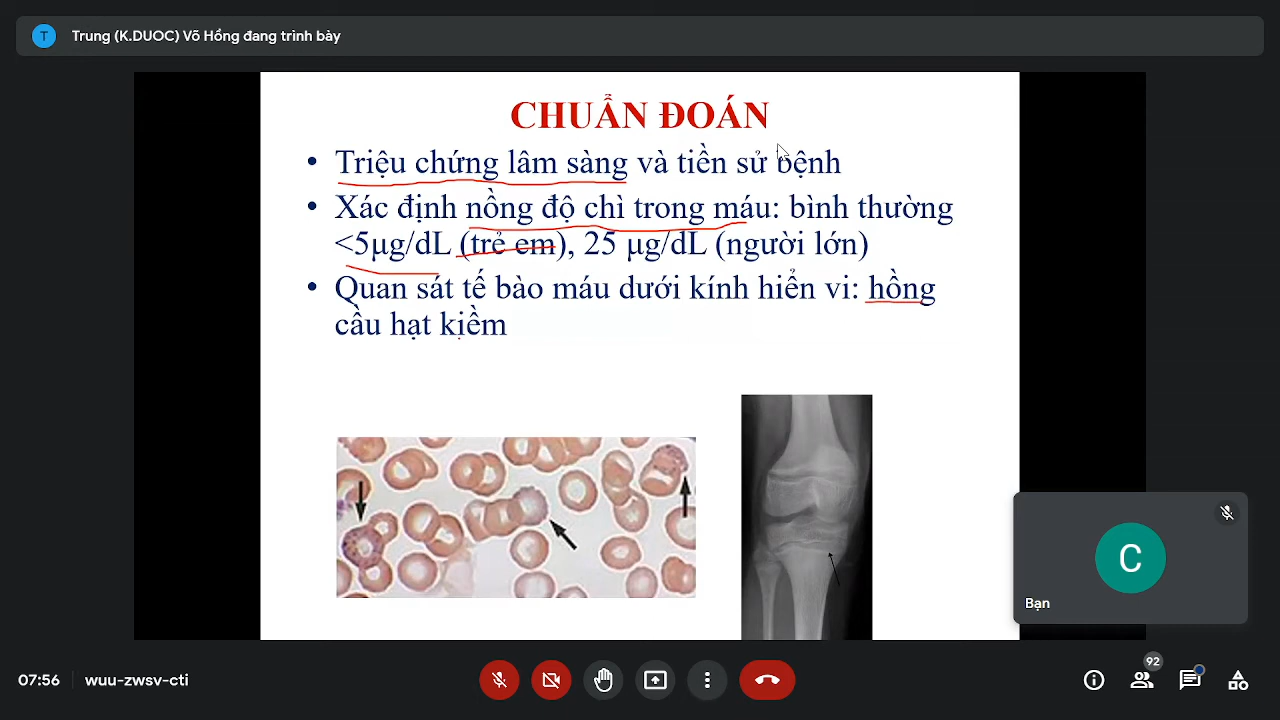 T Trung (K.DUOC) Võ Hồng đang trình bày
CHUẨN ĐOÁN
• Triệu chứng lâm sàng và tiền sử bệnh
• Xác định nồng độ chì trong máu: bình thường
<5μg/dL (trẻ em), 25 μg/dL (người lớn)
• Quan sát tế bào máu dưới kính hiển vi: hồng
cầu hạt kiềm
C
Bạn
07:56 wuu-zwsv-cti
92